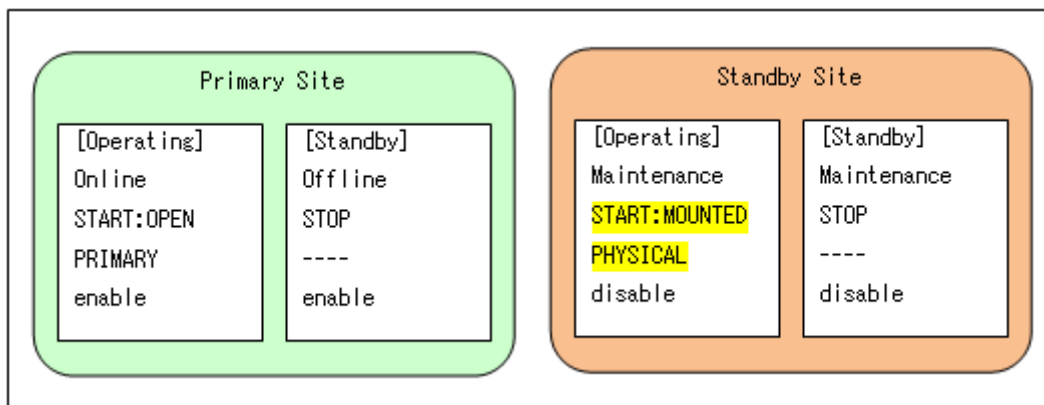 Primary Site
[Operating]
Online
START:OPEN
PRIMARY
enable
[Standby]
Offline
STOP
----
enable
Standby Site
[Operating]
Maintenance
START:MOUNTED
PHYSICAL
disable
[Standby]
Maintenance
STOP
----
disable